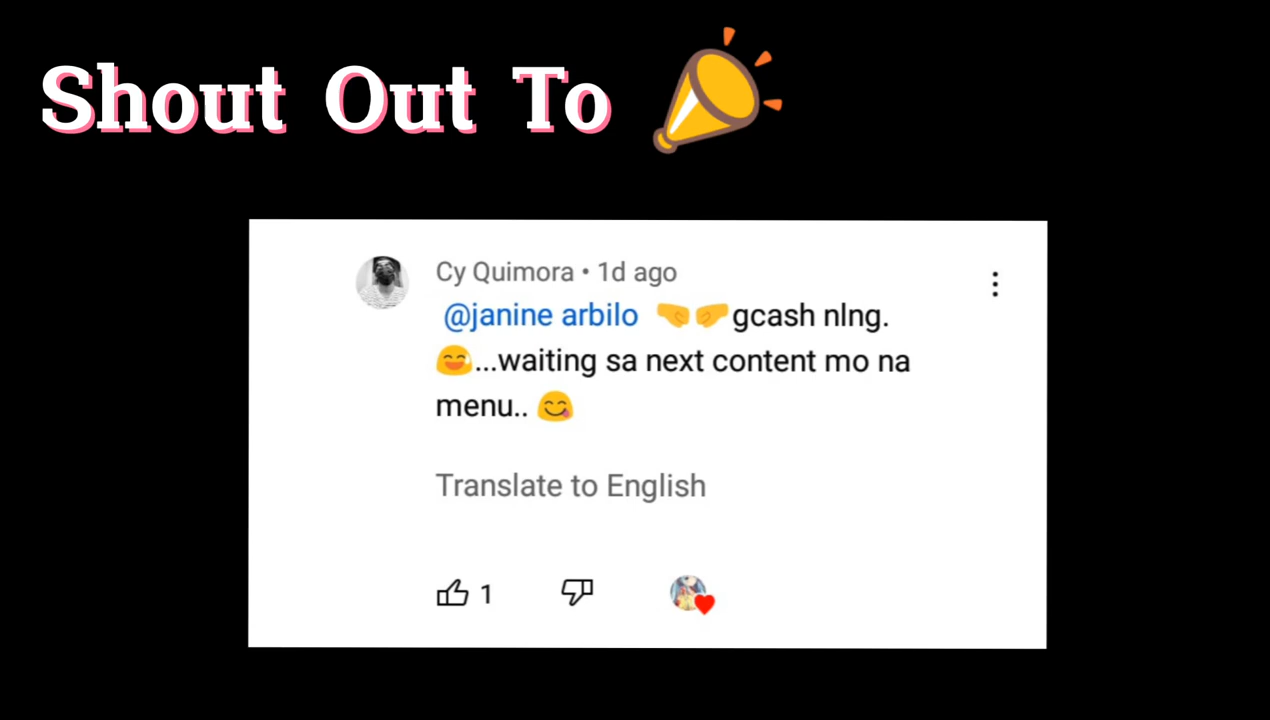 Shout Out To
Cy Quimora • 1d ago
@janine arbilo 🤜🤛gcash nlng.
😄...waiting sa next content mo na
menu.. 😋
Translate to English
1